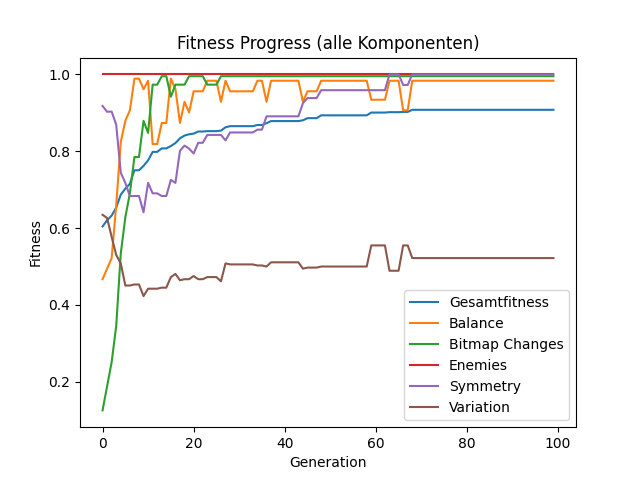 Fitness Progress (alle Komponenten)
Fitness
1.0
0.8
0.6
0.4
0.2
0
20
40
60
80
100
Generation
Gesamtfitness
Balance
Bitmap Changes
Enemies
Symmetry
Variation